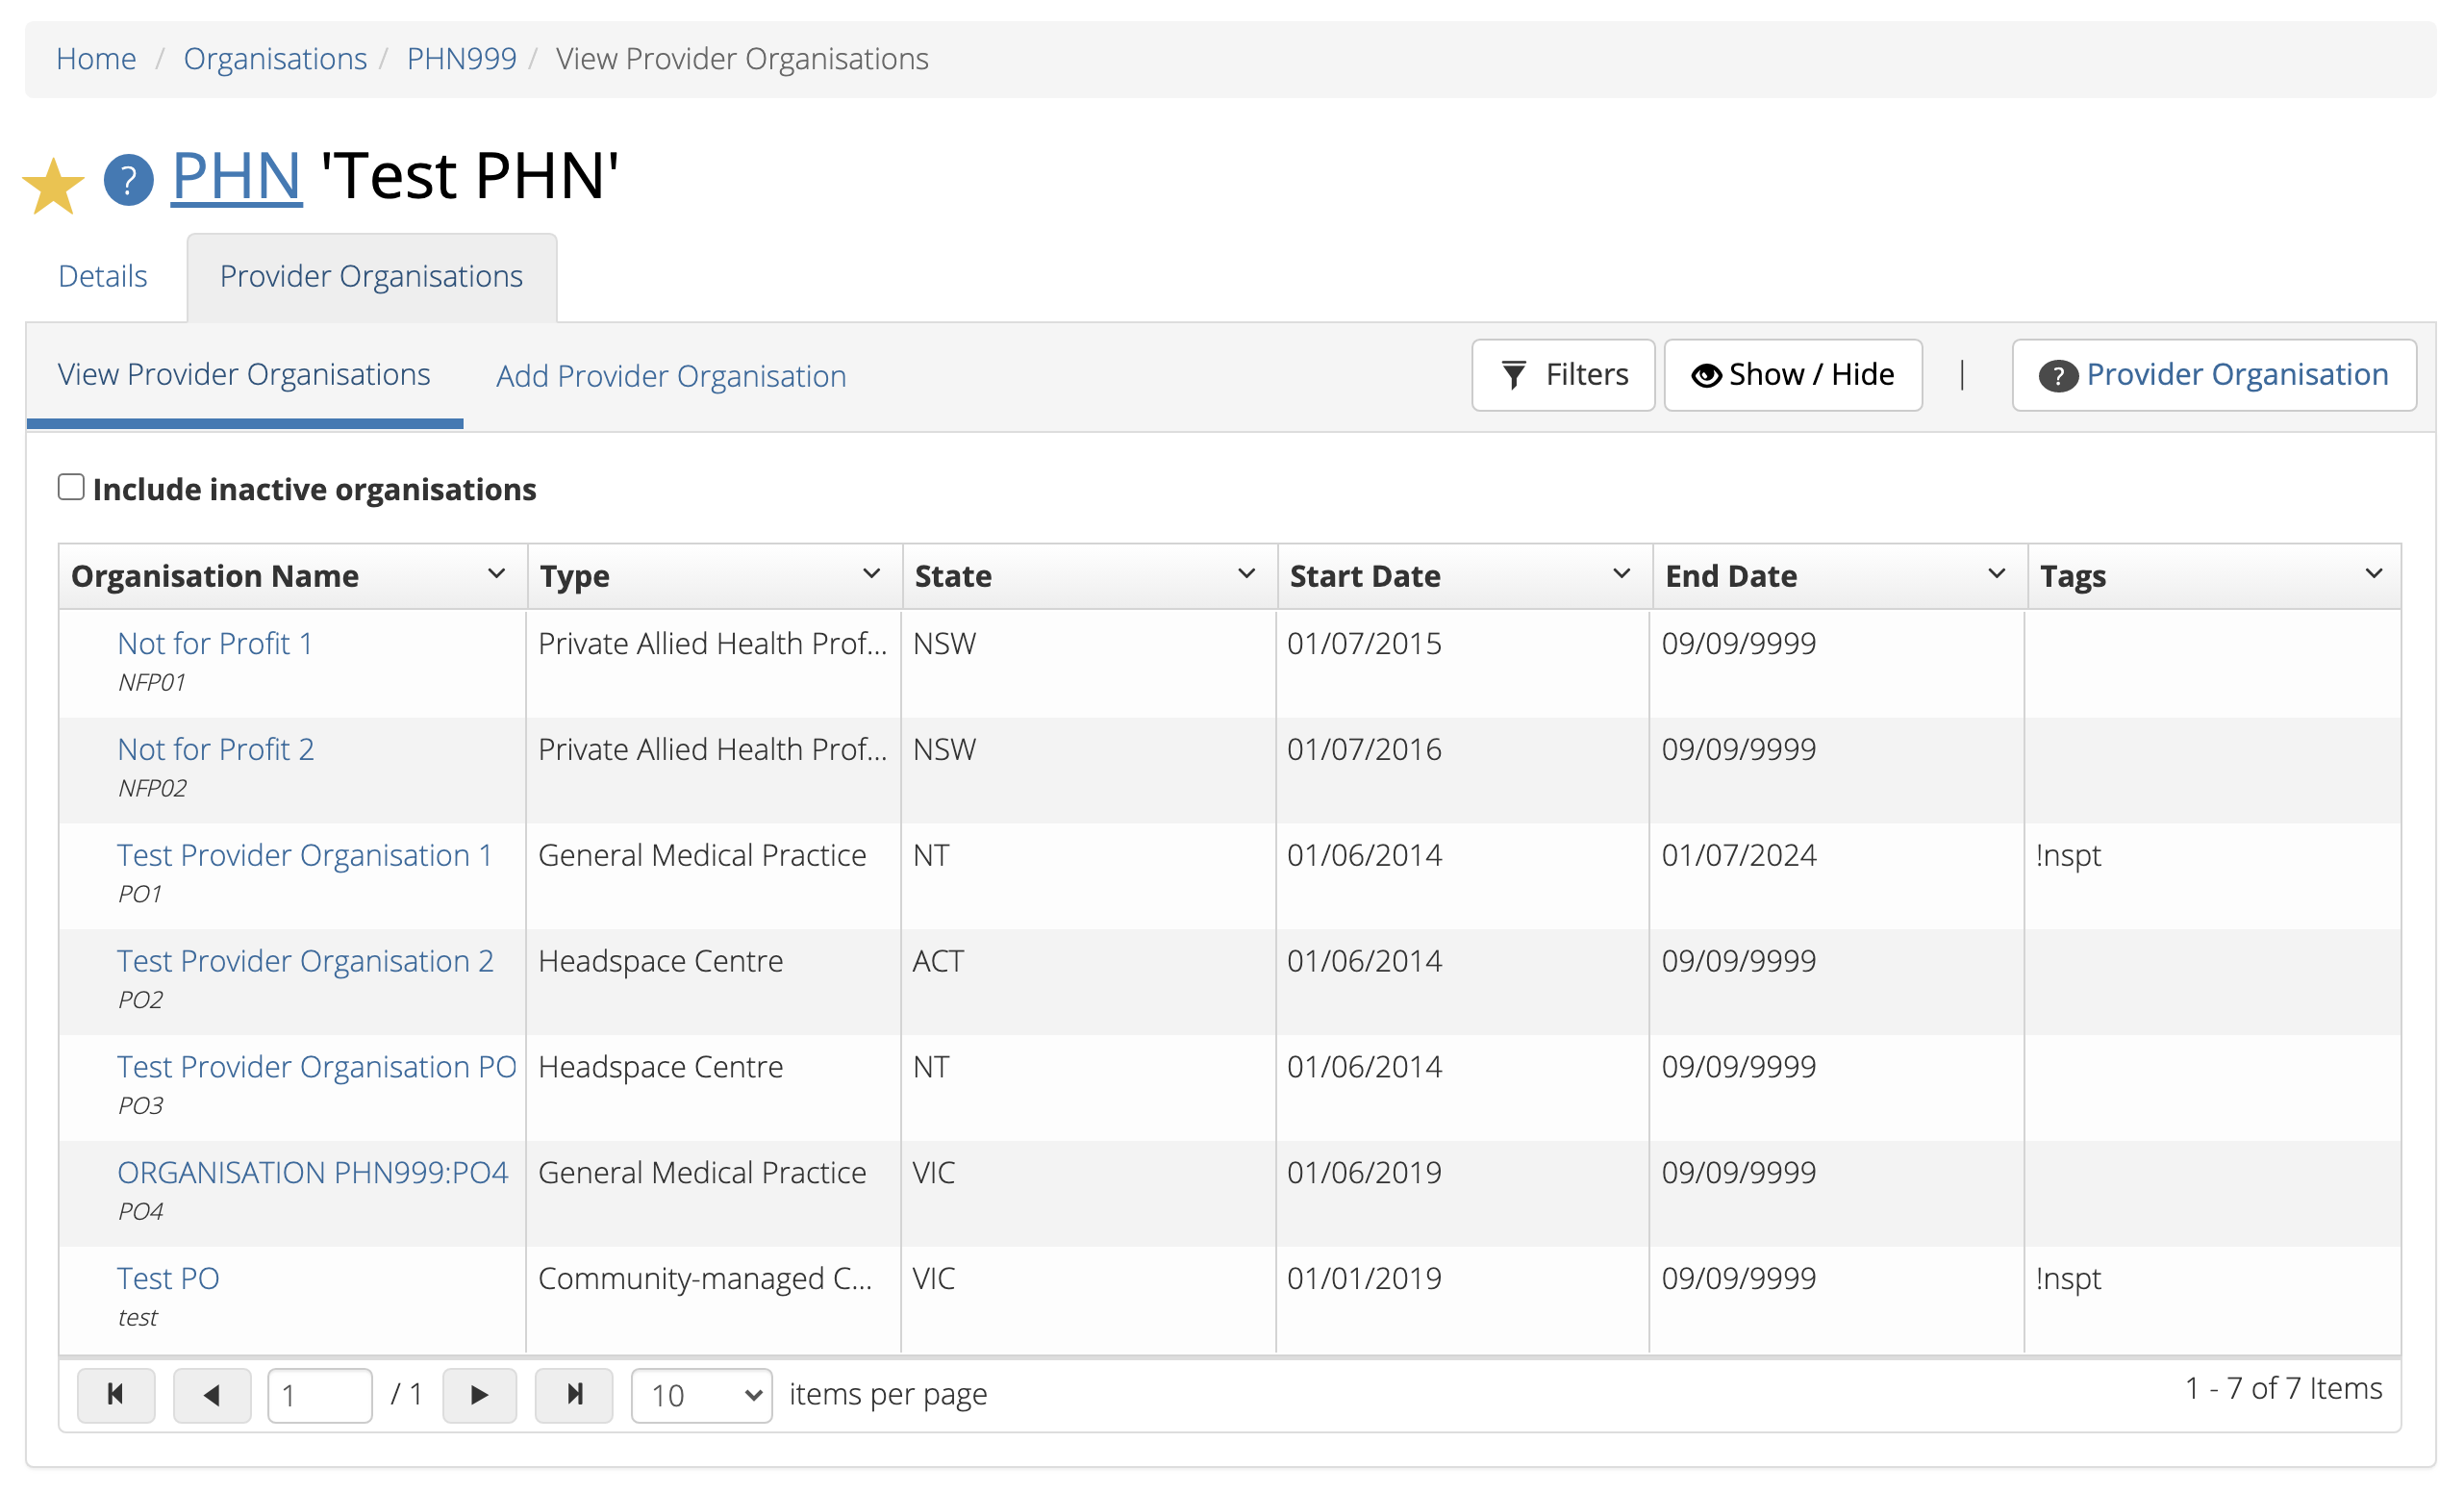 Home / Organisations / PHN999 / View Provider Organisations
? PHN 'Test PHN'
Details Provider Organisations
View Provider Organisations Add Provider Organisation Filters Show / Hide | ? Provider Organisation
Include inactive organisations
Organisation Name Type State Start Date End Date Tags
Not for Profit 1 Private Allied Health Prof... NSW 01/07/2015 09/09/9999
NFP01
Not for Profit 2 Private Allied Health Prof... NSW 01/07/2016 09/09/9999
NFP02
Test Provider Organisation 1 General Medical Practice NT 01/06/2014 01/07/2024 !nspt
PO1
Test Provider Organisation 2 Headspace Centre ACT 01/06/2014 09/09/9999
PO2
Test Provider Organisation PO Headspace Centre NT 01/06/2014 09/09/9999
PO3
ORGANISATION PHN999:PO4 General Medical Practice VIC 01/06/2019 09/09/9999
PO4
Test PO Community-managed C... VIC 01/01/2019 09/09/9999 !nspt
test
1 / 1 10 items per page 1 - 7 of 7 Items